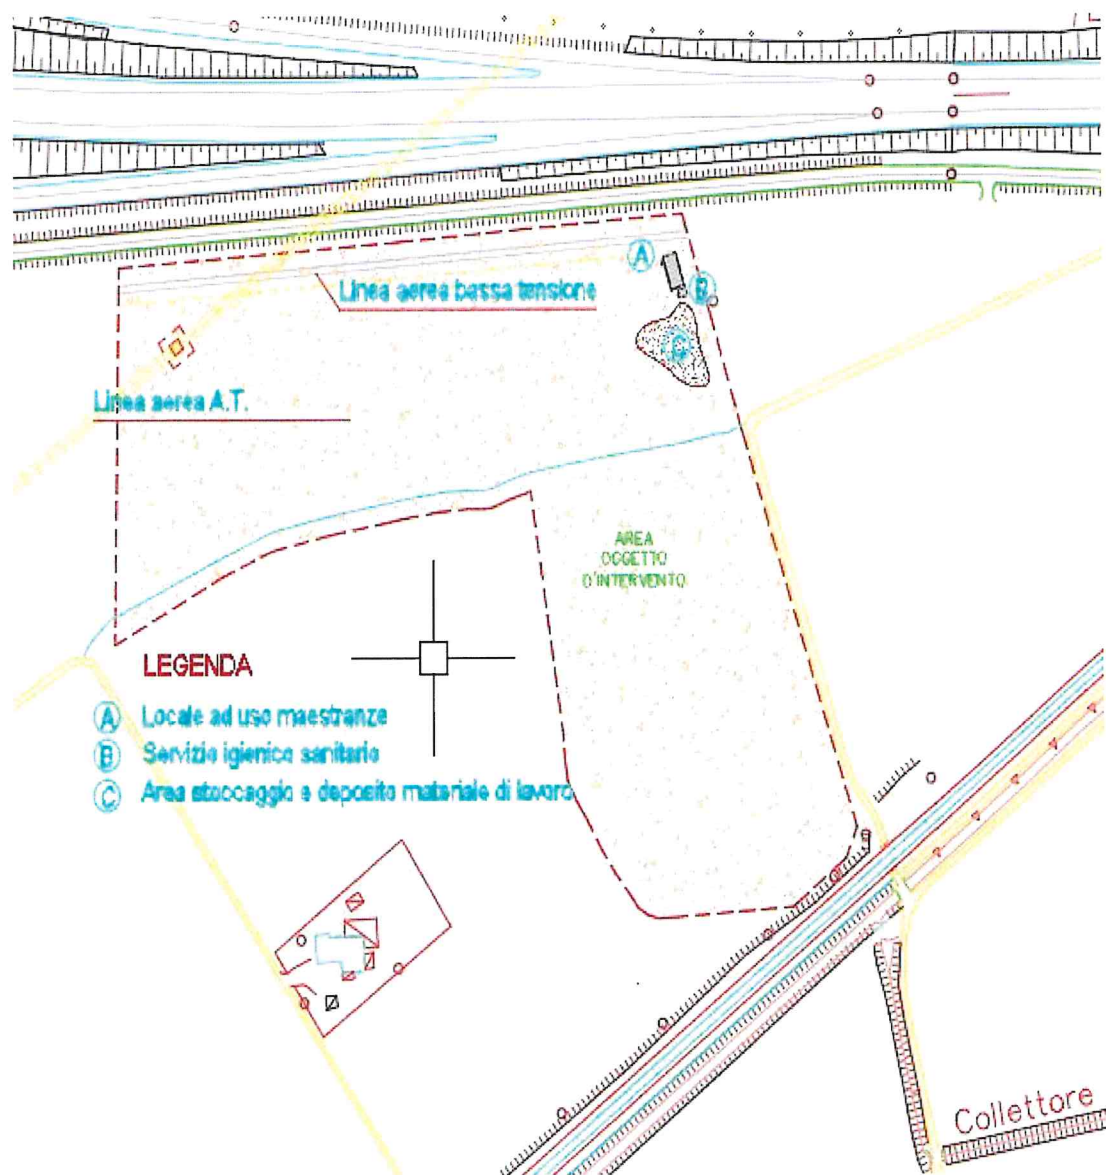 A
B
Linea aerea bassa tensione
C
Linea aerea A.T.
AREA
OGGETTO
D'INTERVENTO
LEGENDA
A Locale ad uso maestranze
B Servizio igienico sanitario
C Area stoccaggio e deposito materiale di lavoro
Collettore